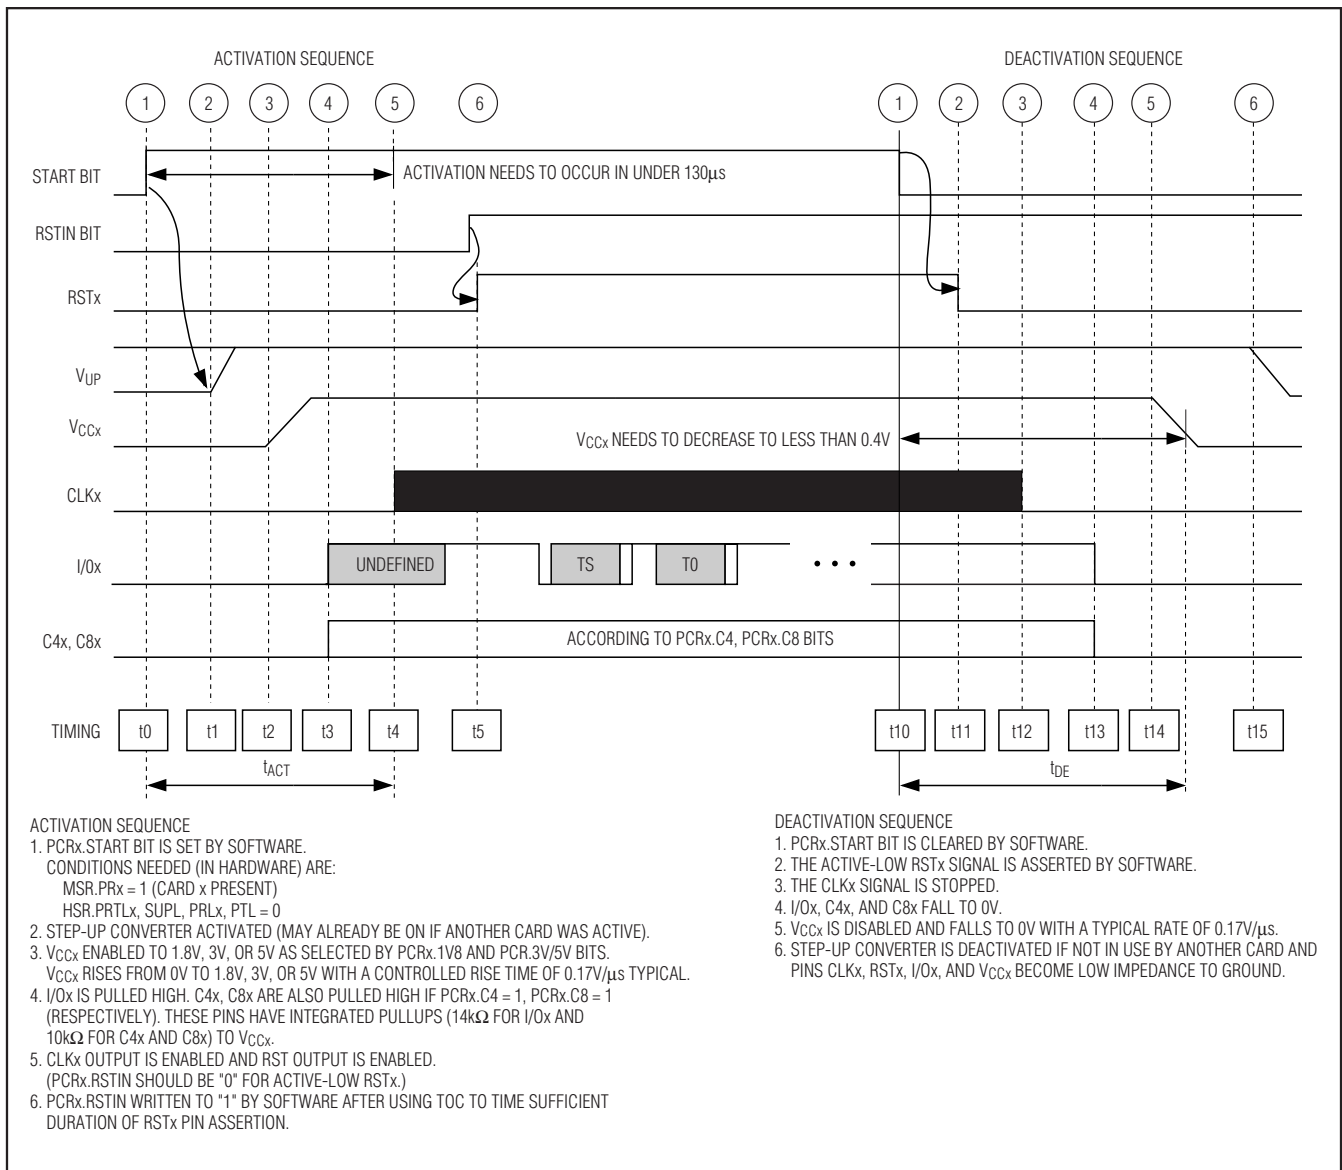 ACTIVATION SEQUENCE
DEACTIVATION SEQUENCE
1 2 3 4 5 6 1 2 3 4 5 6
START BIT
ACTIVATION NEEDS TO OCCUR IN UNDER 130µs
RSTIN BIT
RSTx
VUP
VCCx
VCCx NEEDS TO DECREASE TO LESS THAN 0.4V
CLKx
I/0x
UNDEFINED
TS
T0
• • •
C4x, C8x
ACCORDING TO PCRx.C4, PCRx.C8 BITS
TIMING
t0 t1 t2 t3 t4 t5 t10 t11 t12 t13 t14 t15
tACT
tDE
ACTIVATION SEQUENCE
1. PCRx.START BIT IS SET BY SOFTWARE.
CONDITIONS NEEDED (IN HARDWARE) ARE:
MSR.PRx = 1 (CARD x PRESENT)
HSR.PRTLx, SUPL, PRLx, PTL = 0
2. STEP-UP CONVERTER ACTIVATED (MAY ALREADY BE ON IF ANOTHER CARD WAS ACTIVE).
3. VCCx ENABLED TO 1.8V, 3V, OR 5V AS SELECTED BY PCRx.1V8 AND PCR.3V/5V BITS.
VCCx RISES FROM 0V TO 1.8V, 3V, OR 5V WITH A CONTROLLED RISE TIME OF 0.17V/µs TYPICAL.
4. I/Ox IS PULLED HIGH. C4x, C8x ARE ALSO PULLED HIGH IF PCRx.C4 = 1, PCRx.C8 = 1
(RESPECTIVELY). THESE PINS HAVE INTEGRATED PULLUPS (14kΩ FOR I/Ox AND
10kΩ FOR C4x AND C8x) TO VCCx.
5. CLKx OUTPUT IS ENABLED AND RST OUTPUT IS ENABLED.
(PCRx.RSTIN SHOULD BE "0" FOR ACTIVE-LOW RSTx.)
6. PCRx.RSTIN WRITTEN TO "1" BY SOFTWARE AFTER USING TOC TO TIME SUFFICIENT
DURATION OF RSTx PIN ASSERTION.
DEACTIVATION SEQUENCE
1. PCRx.START BIT IS CLEARED BY SOFTWARE.
2. THE ACTIVE-LOW RSTx SIGNAL IS ASSERTED BY SOFTWARE.
3. THE CLKx SIGNAL IS STOPPED.
4. I/Ox, C4x, AND C8x FALL TO 0V.
5. VCCx IS DISABLED AND FALLS TO 0V WITH A TYPICAL RATE OF 0.17V/µs.
6. STEP-UP CONVERTER IS DEACTIVATED IF NOT IN USE BY ANOTHER CARD AND
PINS CLKx, RSTx, I/Ox, AND VCCx BECOME LOW IMPEDANCE TO GROUND.